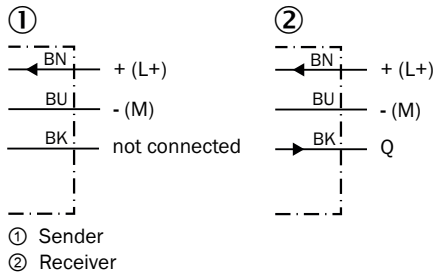 ① ②
BN + (L+) BN + (L+)
BU - (M) BU - (M)
BK not connected BK Q
① Sender
② Receiver